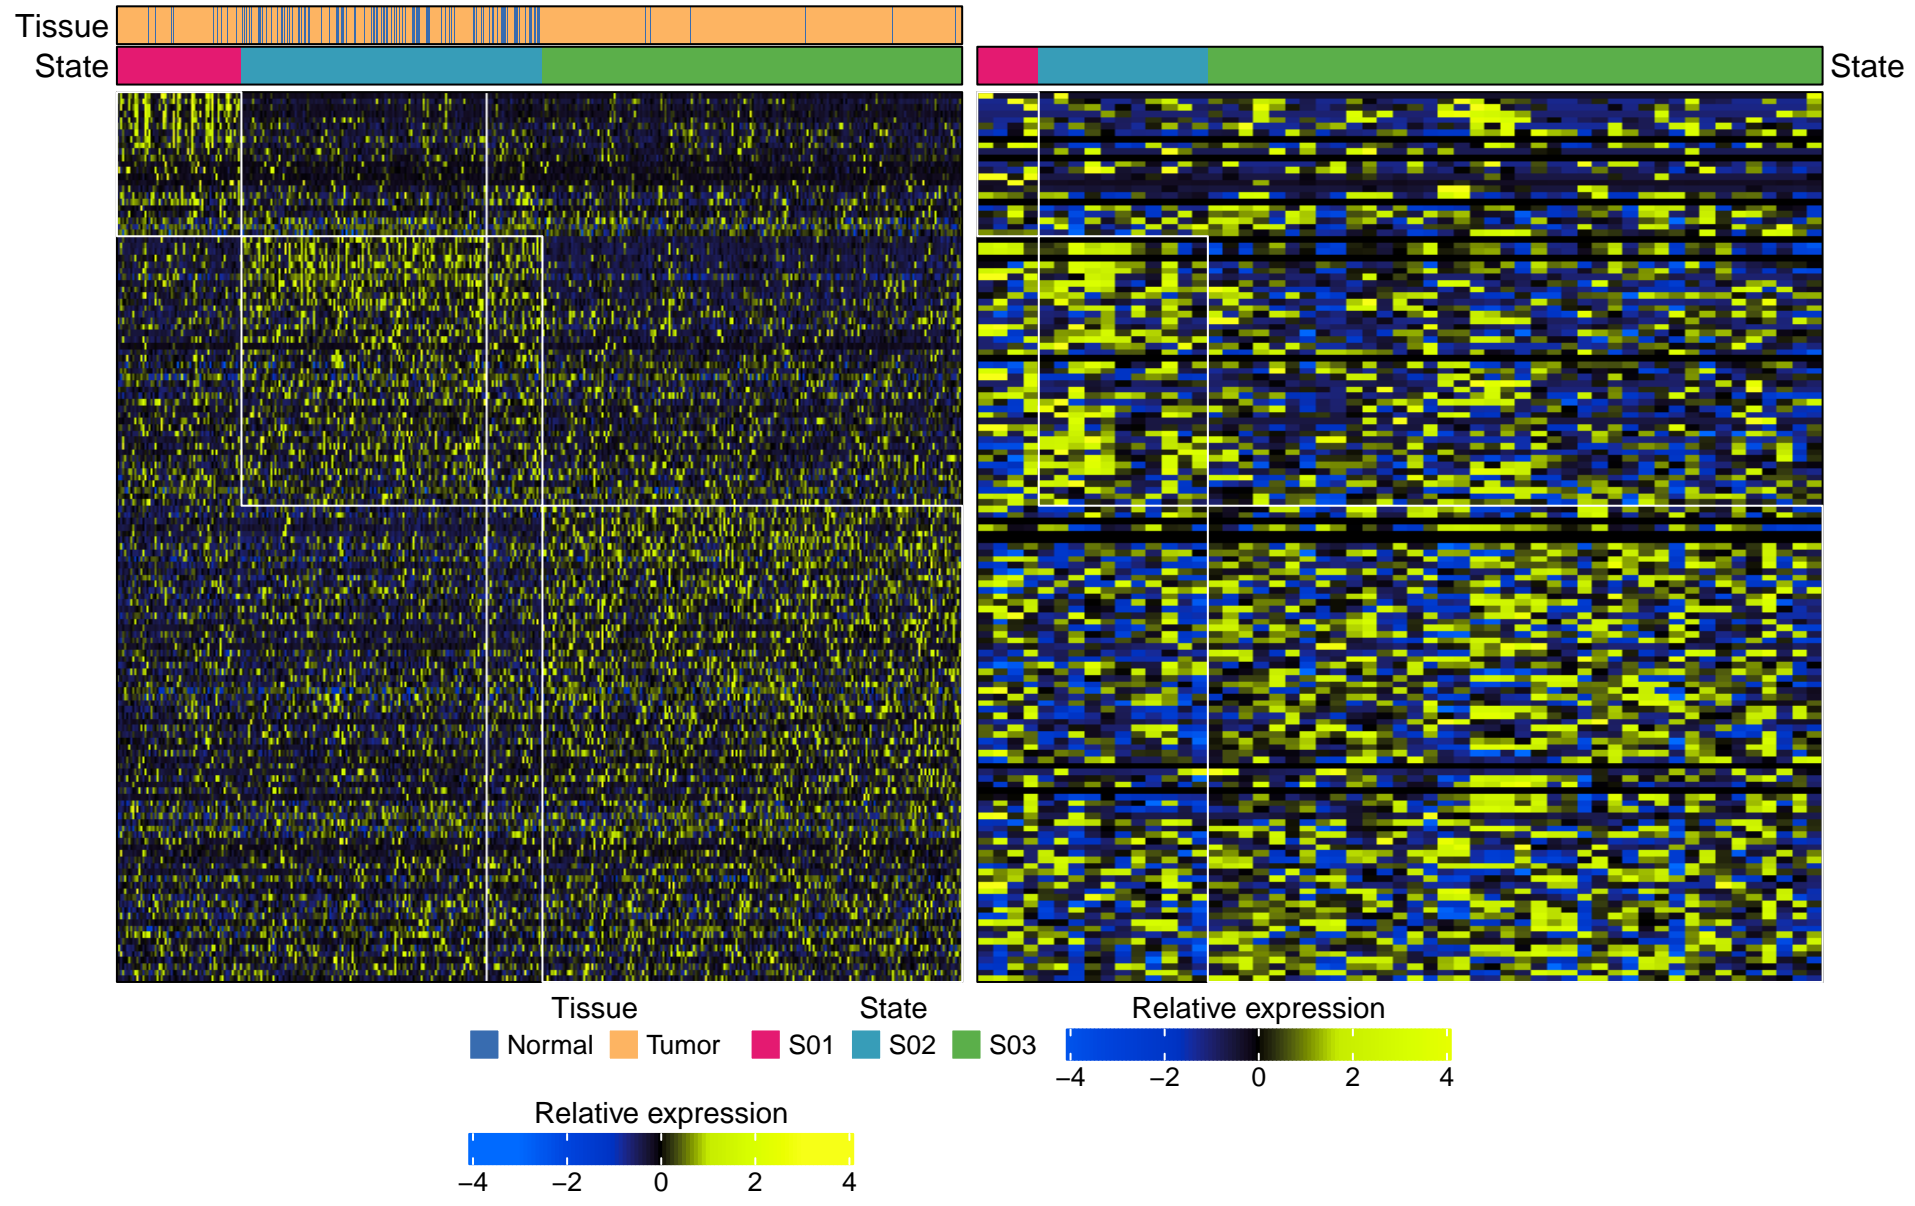 Tissue
State
State
Tissue
Normal Tumor
State
S01 S02 S03
Relative expression
−4 −2 0 2 4
Relative expression
−4 −2 0 2 4